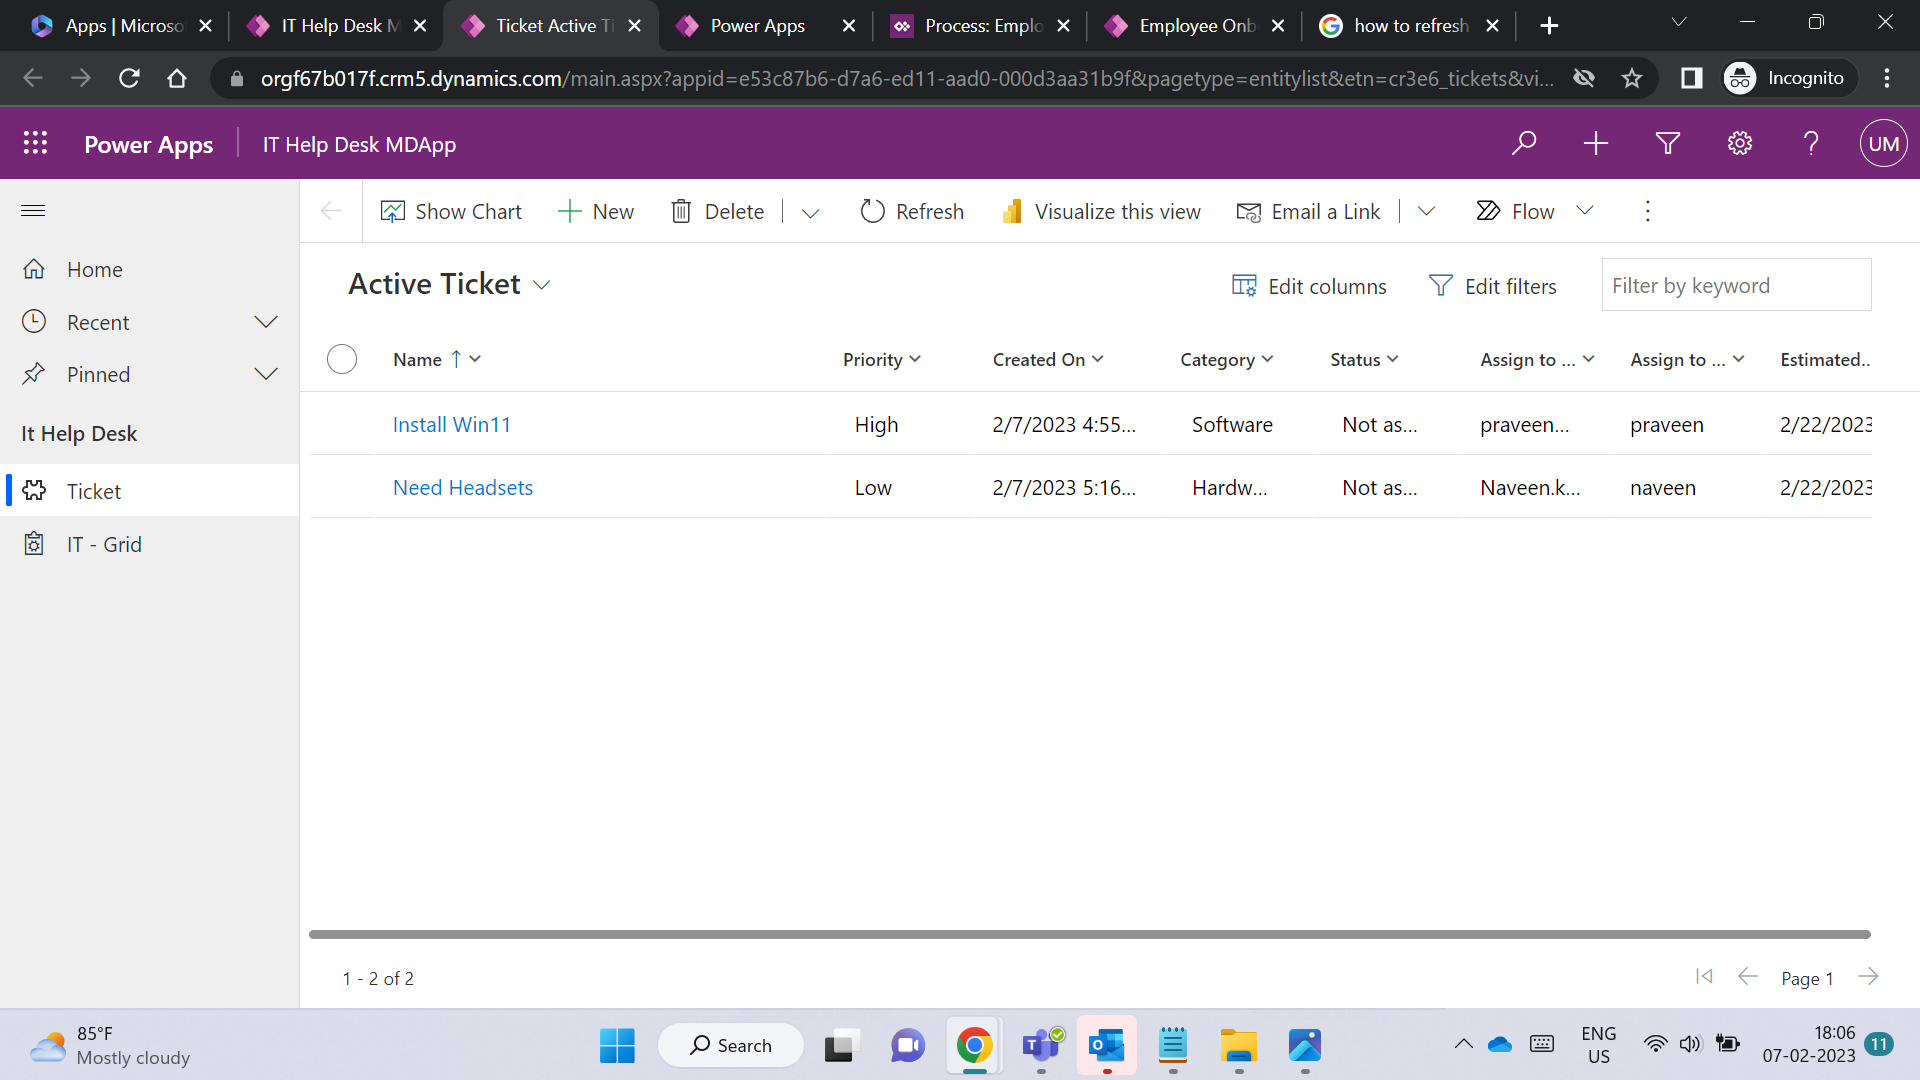 Apps | Microso
IT Help Desk M
Ticket Active Ti
Power Apps
Process: Emplo
Employee Onb
how to refresh
orgf67b017f.crm5.dynamics.com/main.aspx?appid=e53c87b6-d7a6-ed11-aad0-000d3aa31b9f&pagetype=entitylist&etn=cr3e6_tickets&vi...
Incognito
Power Apps
IT Help Desk MDApp
UM
Show Chart
New
Delete
Refresh
Visualize this view
Email a Link
Flow
Home
Recent
Pinned
It Help Desk
Ticket
IT - Grid
Active Ticket
Edit columns
Edit filters
Filter by keyword
Name Priority Created On Category Status Assign to ... Assign to ... Estimated..
Install Win11 High 2/7/2023 4:55... Software Not as... praveen... praveen 2/22/2023
Need Headsets Low 2/7/2023 5:16... Hardw... Not as... Naveen.k... naveen 2/22/2023
1 - 2 of 2
Page 1
85°F
Mostly cloudy
Search
ENG
US
18:06
07-02-2023
11